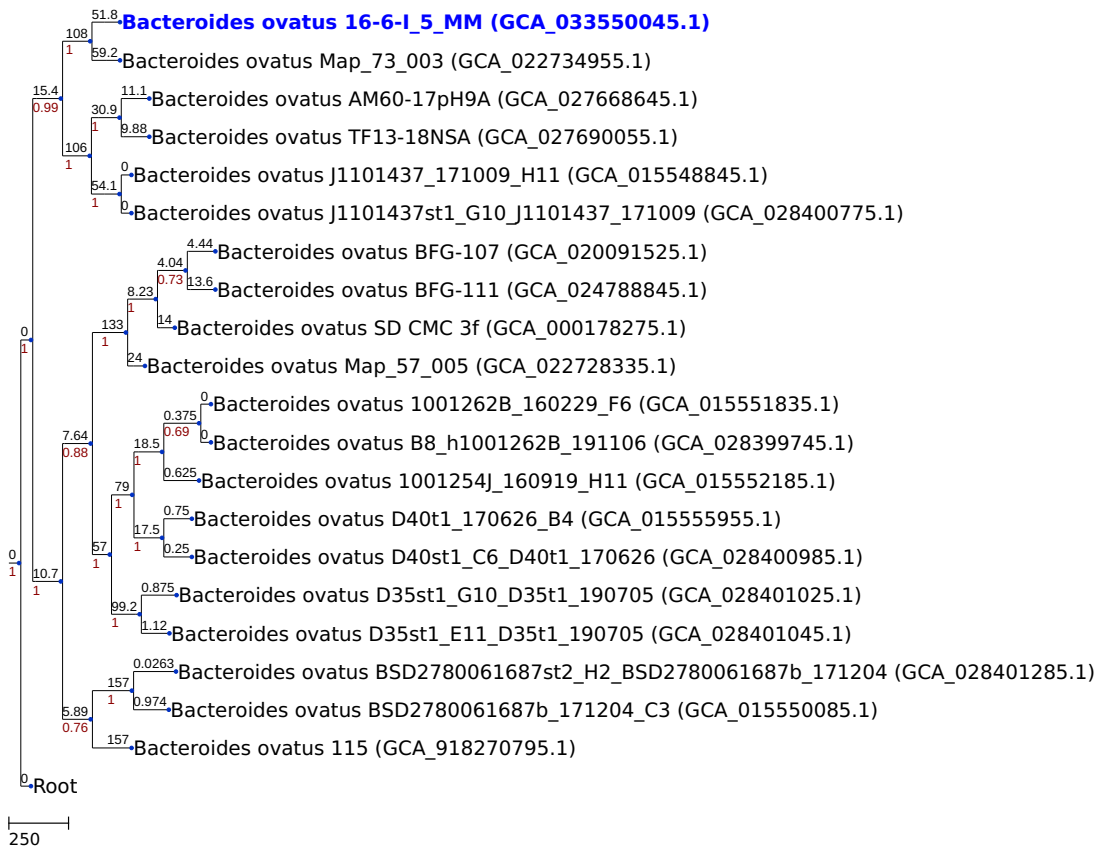 51.8
Bacteroides ovatus 16-6-I_5_MM (GCA_033550045.1)
108
1
59.2
Bacteroides ovatus Map_73_003 (GCA_022734955.1)
15.4
0.99
11.1
Bacteroides ovatus AM60-17pH9A (GCA_027668645.1)
30.9
1
9.88
Bacteroides ovatus TF13-18NSA (GCA_027690055.1)
106
1
0
Bacteroides ovatus J1101437_171009_H11 (GCA_015548845.1)
54.1
1
0
Bacteroides ovatus J1101437st1_G10_J1101437_171009 (GCA_028400775.1)
0
1
4.44
Bacteroides ovatus BFG-107 (GCA_020091525.1)
4.04
0.73
13.6
Bacteroides ovatus BFG-111 (GCA_024788845.1)
8.23
1
14
Bacteroides ovatus SD CMC 3f (GCA_000178275.1)
133
1
24
Bacteroides ovatus Map_57_005 (GCA_022728335.1)
7.64
0.88
0
Bacteroides ovatus 1001262B_160229_F6 (GCA_015551835.1)
0.375
0.69
0
Bacteroides ovatus B8_h1001262B_191106 (GCA_028399745.1)
18.5
1
0.625
Bacteroides ovatus 1001254J_160919_H11 (GCA_015552185.1)
79
1
0.75
Bacteroides ovatus D40t1_170626_B4 (GCA_015555955.1)
17.5
1
0.25
Bacteroides ovatus D40st1_C6_D40t1_170626 (GCA_028400985.1)
57
1
0.875
Bacteroides ovatus D35st1_G10_D35t1_190705 (GCA_028401025.1)
99.2
1
1.12
Bacteroides ovatus D35st1_E11_D35t1_190705 (GCA_028401045.1)
0
1
10.7
1
0.0263
Bacteroides ovatus BSD2780061687st2_H2_BSD2780061687b_171204 (GCA_028401285.1)
157
1
0.974
Bacteroides ovatus BSD2780061687b_171204_C3 (GCA_015550085.1)
5.89
0.76
157
Bacteroides ovatus 115 (GCA_918270795.1)
0
Root
250